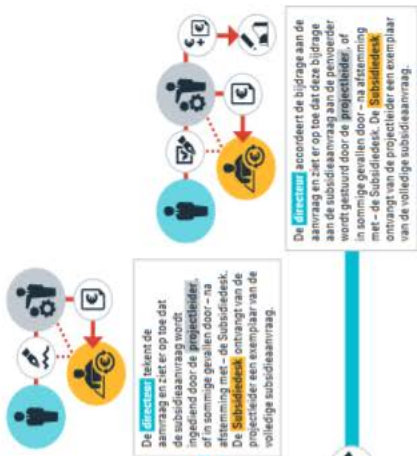 De directeur tekent de
aanvraag en ziet er op toe dat
de subsidieaanvraag wordt
ingediend door de projectleider,
of in sommige gevallen door – na
afstemming met – de Subsidiedesk.
De Subsidiedesk ontvangt van de
projectleider een exemplaar van de
volledige subsidieaanvraag.
De directeur accordeert de bijdrage aan de
aanvraag en ziet er op toe dat deze bijdrage
aan de subsidieaanvraag aan de penvoerder
wordt gestuurd door de projectleider, of
in sommige gevallen door – na afstemming
met – de Subsidiedesk. De Subsidiedesk
ontvangt van de projectleider een exemplaar
van de volledige subsidieaanvraag.